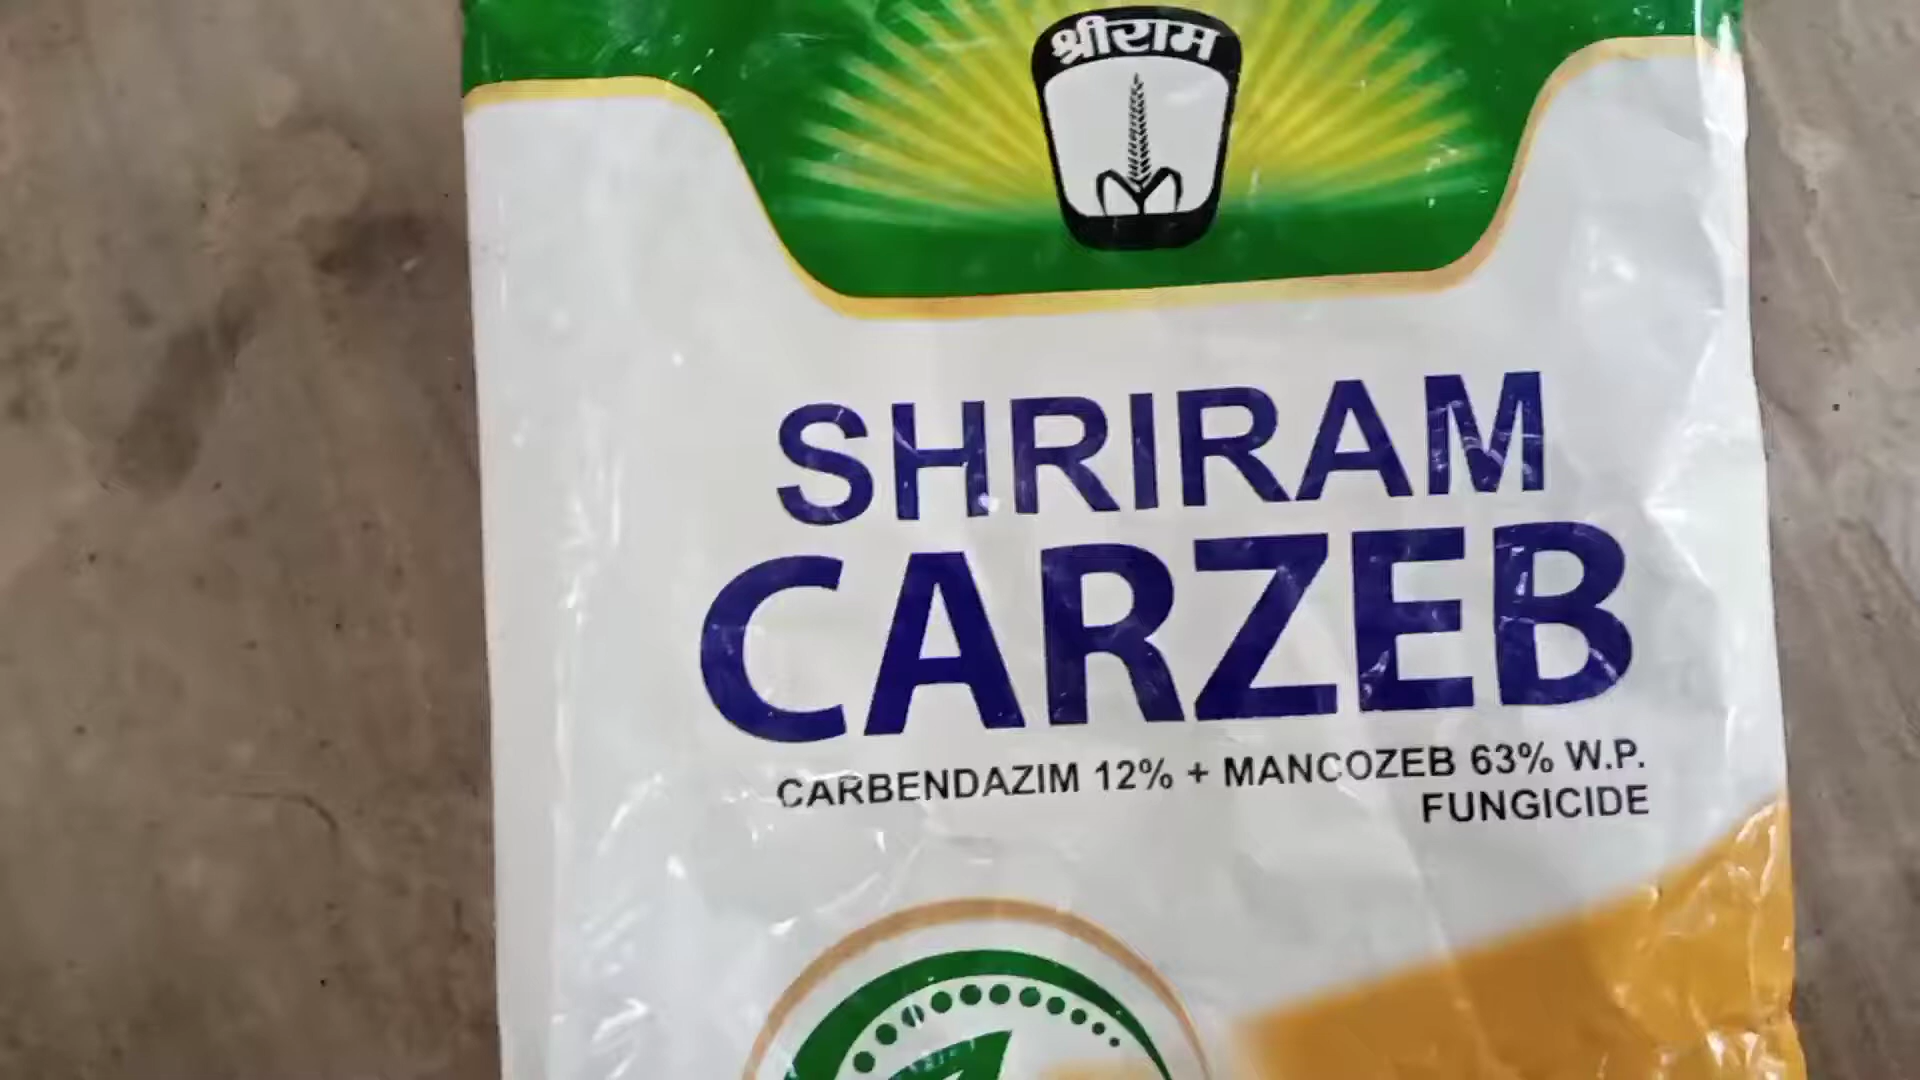 श्रीराम
SHRIRAM
CARZEB
CARBENDAZIM 12% + MANCOZEB 63% W.P.
FUNGICIDE